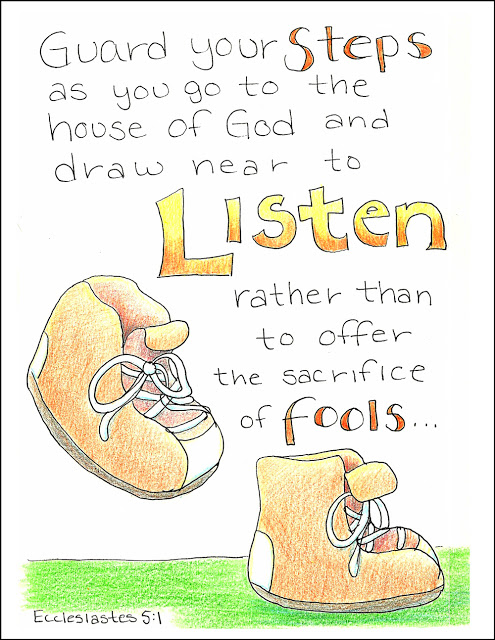 Guard your Steps
as you go to the
house of God and
draw near to
Listen
rather than
to offer
the sacrifice
of fools...
Ecclesiastes 5:1